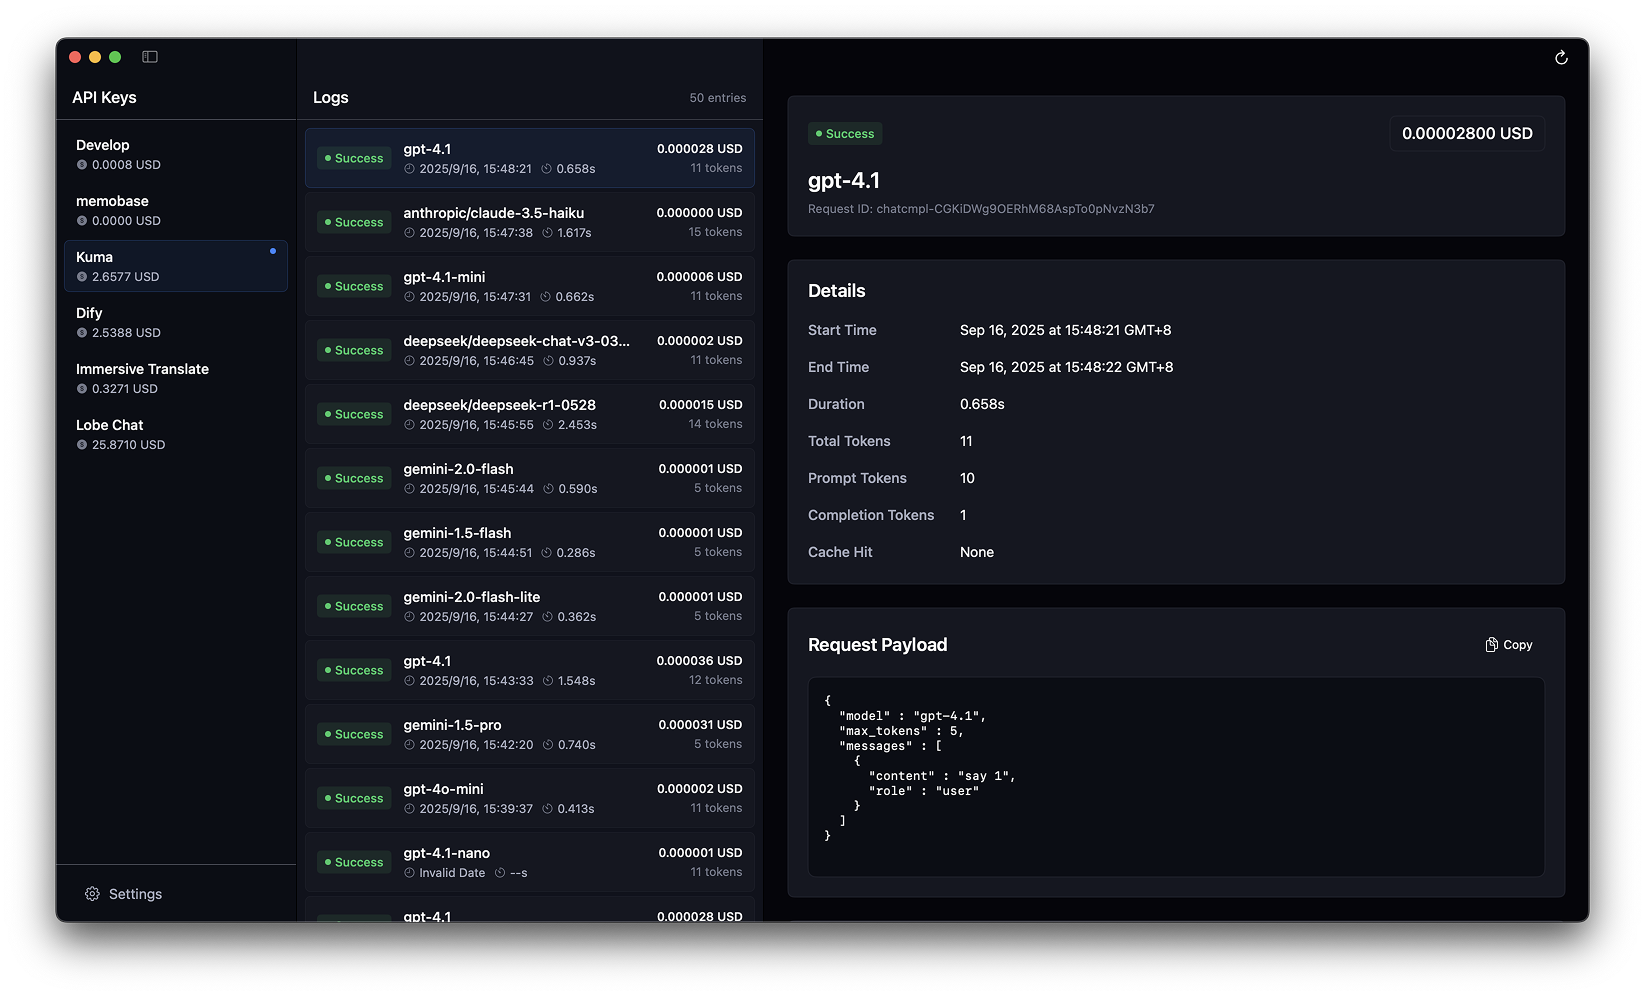 API Keys
Develop
0.0008 USD
memobase
0.0000 USD
Kuma
2.6577 USD
Dify
2.5388 USD
Immersive Translate
0.3271 USD
Lobe Chat
25.8710 USD
Settings
Logs
50 entries
Success
gpt-4.1
0.000028 USD
2025/9/16, 15:48:21 0.658s
11 tokens
Success
anthropic/claude-3.5-haiku
0.000000 USD
2025/9/16, 15:47:38 1.617s
15 tokens
Success
gpt-4.1-mini
0.000006 USD
2025/9/16, 15:47:31 0.662s
11 tokens
Success
deepseek/deepseek-chat-v3-03...
0.000002 USD
2025/9/16, 15:46:45 0.937s
11 tokens
Success
deepseek/deepseek-r1-0528
0.000015 USD
2025/9/16, 15:45:55 2.453s
14 tokens
Success
gemini-2.0-flash
0.000001 USD
2025/9/16, 15:45:44 0.590s
5 tokens
Success
gemini-1.5-flash
0.000001 USD
2025/9/16, 15:44:51 0.286s
5 tokens
Success
gemini-2.0-flash-lite
0.000001 USD
2025/9/16, 15:44:27 0.362s
5 tokens
Success
gpt-4.1
0.000036 USD
2025/9/16, 15:43:33 1.548s
12 tokens
Success
gemini-1.5-pro
0.000031 USD
2025/9/16, 15:42:20 0.740s
5 tokens
Success
gpt-4o-mini
0.000002 USD
2025/9/16, 15:39:37 0.413s
11 tokens
Success
gpt-4.1-nano
0.000001 USD
Invalid Date --s
11 tokens
gpt-4.1
0.000028 USD
Success
0.00002800 USD
gpt-4.1
Request ID: chatcmpl-CGKiDWg9OERhM68AspTo0pNvzN3b7
Details
Start Time Sep 16, 2025 at 15:48:21 GMT+8
End Time Sep 16, 2025 at 15:48:22 GMT+8
Duration 0.658s
Total Tokens 11
Prompt Tokens 10
Completion Tokens 1
Cache Hit None
Request Payload
Copy
{
"model" : "gpt-4.1",
"max_tokens" : 5,
"messages" : [
{
"content" : "say 1",
"role" : "user"
}
]
}